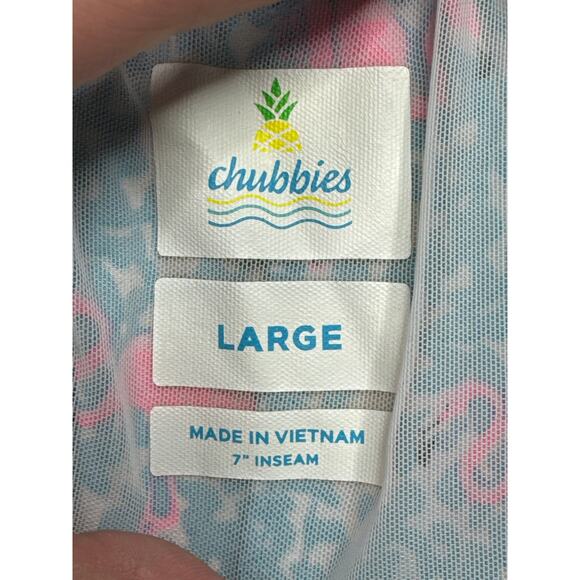 chubbies
LARGE
MADE IN VIETNAM
7" INSEAM